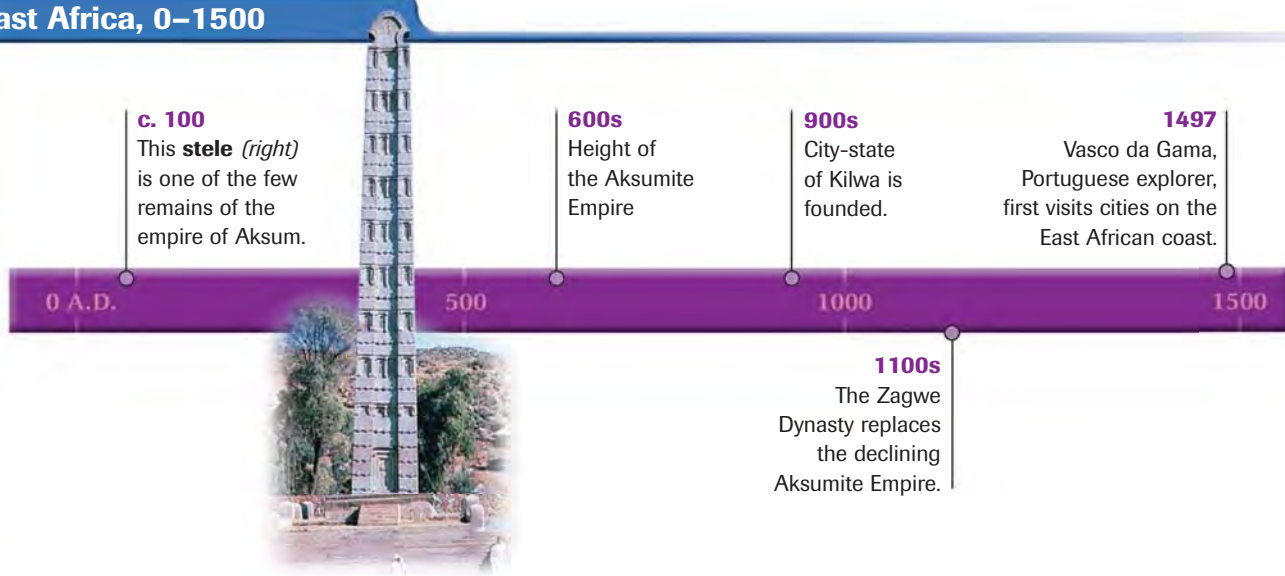 ast Africa, 0–1500
c. 100
This stele (right)
is one of the few
remains of the
empire of Aksum.
600s
Height of
the Aksumite
Empire
900s
City-state
of Kilwa is
founded.
1497
Vasco da Gama,
Portuguese explorer,
first visits cities on the
East African coast.
0 A.D.
500
1000
1500
1100s
The Zagwe
Dynasty replaces
the declining
Aksumite Empire.